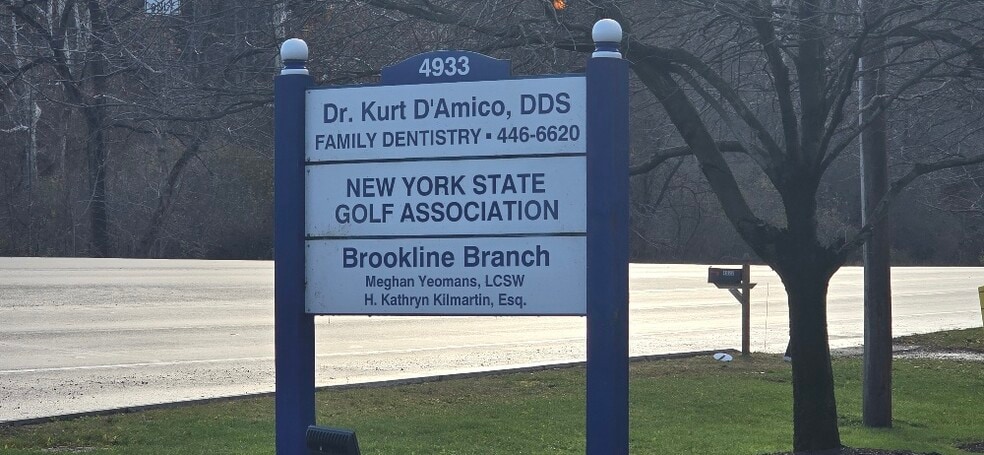 4933
Dr. Kurt D'Amico, DDS
FAMILY DENTISTRY ▪ 446-6620
NEW YORK STATE
GOLF ASSOCIATION
Brookline Branch
Meghan Yeomans, LCSW
H. Kathryn Kilmartin, Esq.